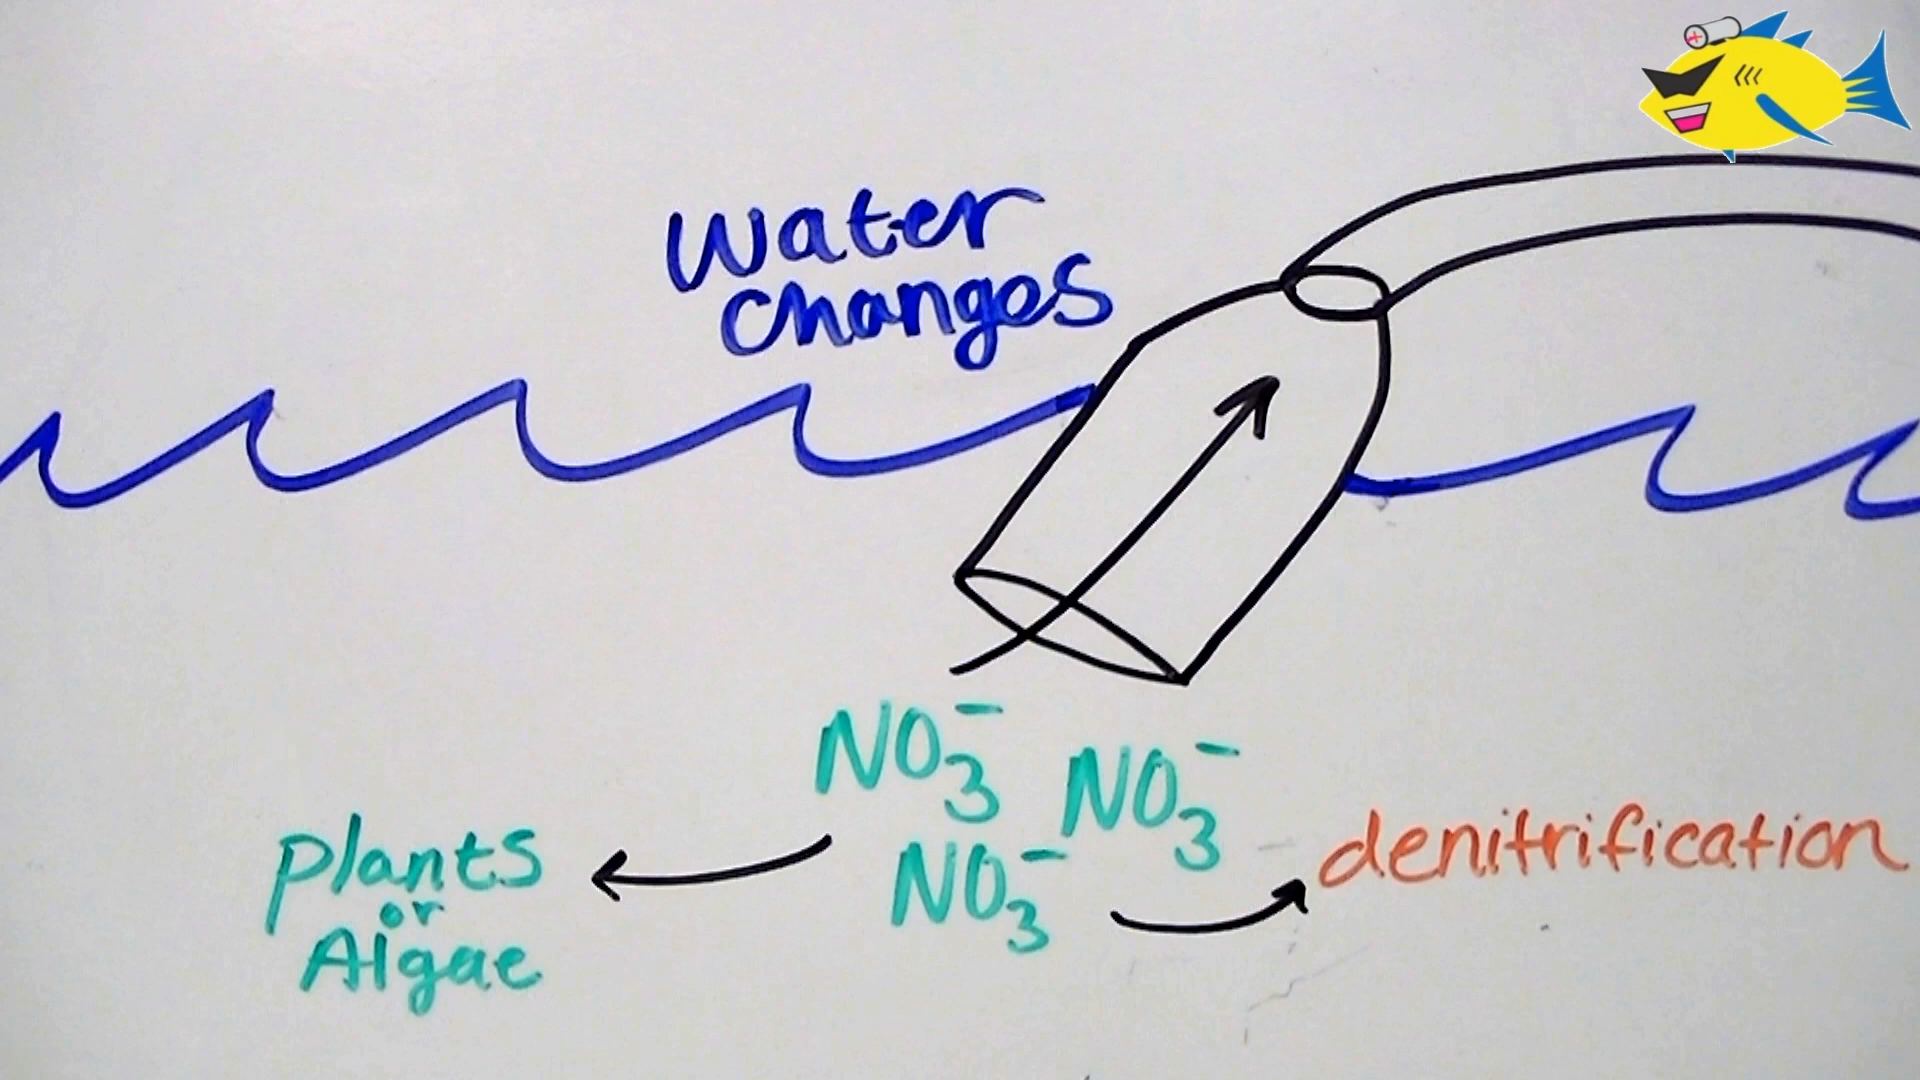 Water
changes
NO₃⁻
NO₃⁻
NO₃⁻
plants
or
Algae
denitrification